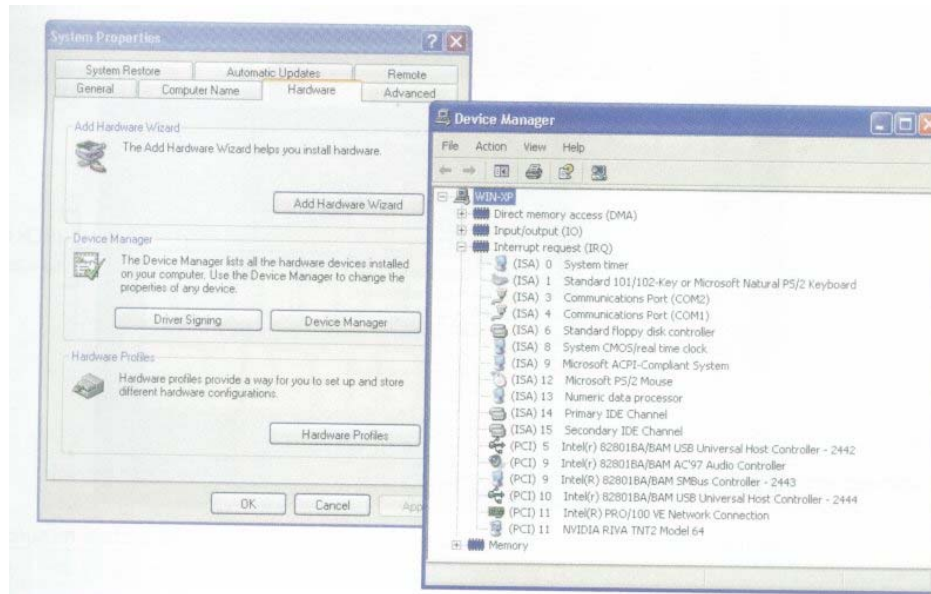 System Properties
System Restore
Automatic Updates
Remote
General
Computer Name
Hardware
Advanced
Add Hardware Wizard
The Add Hardware Wizard helps you install hardware.
Add Hardware Wizard
Device Manager
The Device Manager lists all the hardware devices installed
on your computer. Use the Device Manager to change the
properties of any device.
Driver Signing
Device Manager
Hardware Profiles
Hardware profiles provide a way for you to set up and store
different hardware configurations.
Hardware Profiles
OK
Cancel
App
Device Manager
File Action View Help
WIN-XP
Direct memory access (DMA)
Input/output (IO)
Interrupt request (IRQ)
(ISA) 0 System timer
(ISA) 1 Standard 101/102-Key or Microsoft Natural PS/2 Keyboard
(ISA) 3 Communications Port (COM2)
(ISA) 4 Communications Port (COM1)
(ISA) 6 Standard floppy disk controller
(ISA) 8 System CMOS/real time clock
(ISA) 9 Microsoft ACPI-Compliant System
(ISA) 12 Microsoft PS/2 Mouse
(ISA) 13 Numeric data processor
(ISA) 14 Primary IDE Channel
(ISA) 15 Secondary IDE Channel
(PCI) 5 Intel(r) 82801BA/BAM USB Universal Host Controller - 2442
(PCI) 9 Intel(r) 82801BA/BAM AC'97 Audio Controller
(PCI) 9 Intel(R) 82801BA/BAM SMBus Controller - 2443
(PCI) 10 Intel(r) 82801BA/BAM USB Universal Host Controller - 2444
(PCI) 11 Intel(R) PRO/100 VE Network Connection
(PCI) 11 NVIDIA RIVA TNT2 Model 64
Memory